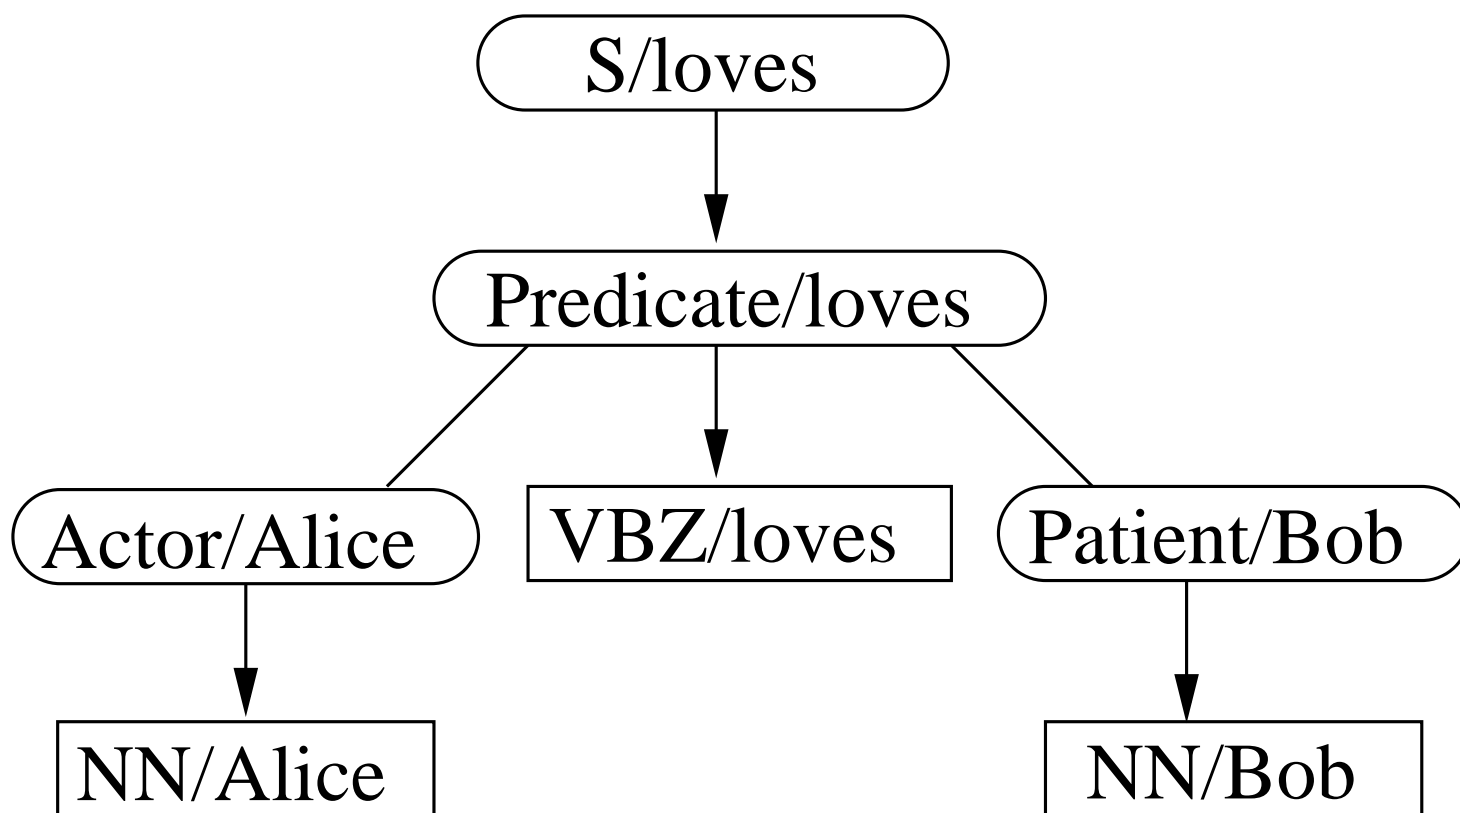 S/loves
Predicate/loves
Actor/Alice
VBZ/loves
Patient/Bob
NN/Alice
NN/Bob